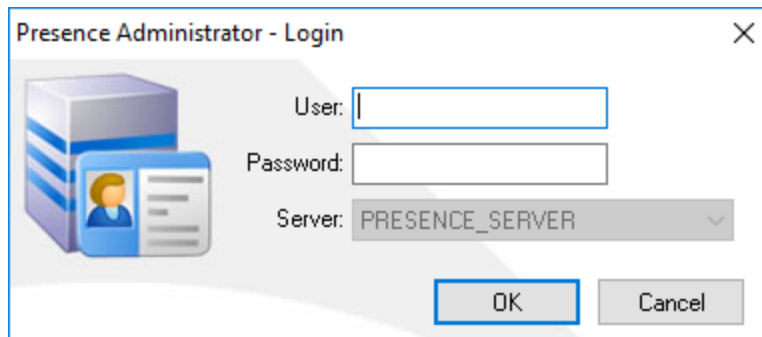 Presence Administrator - Login
User:
Password:
Server: PRESENCE_SERVER
OK Cancel